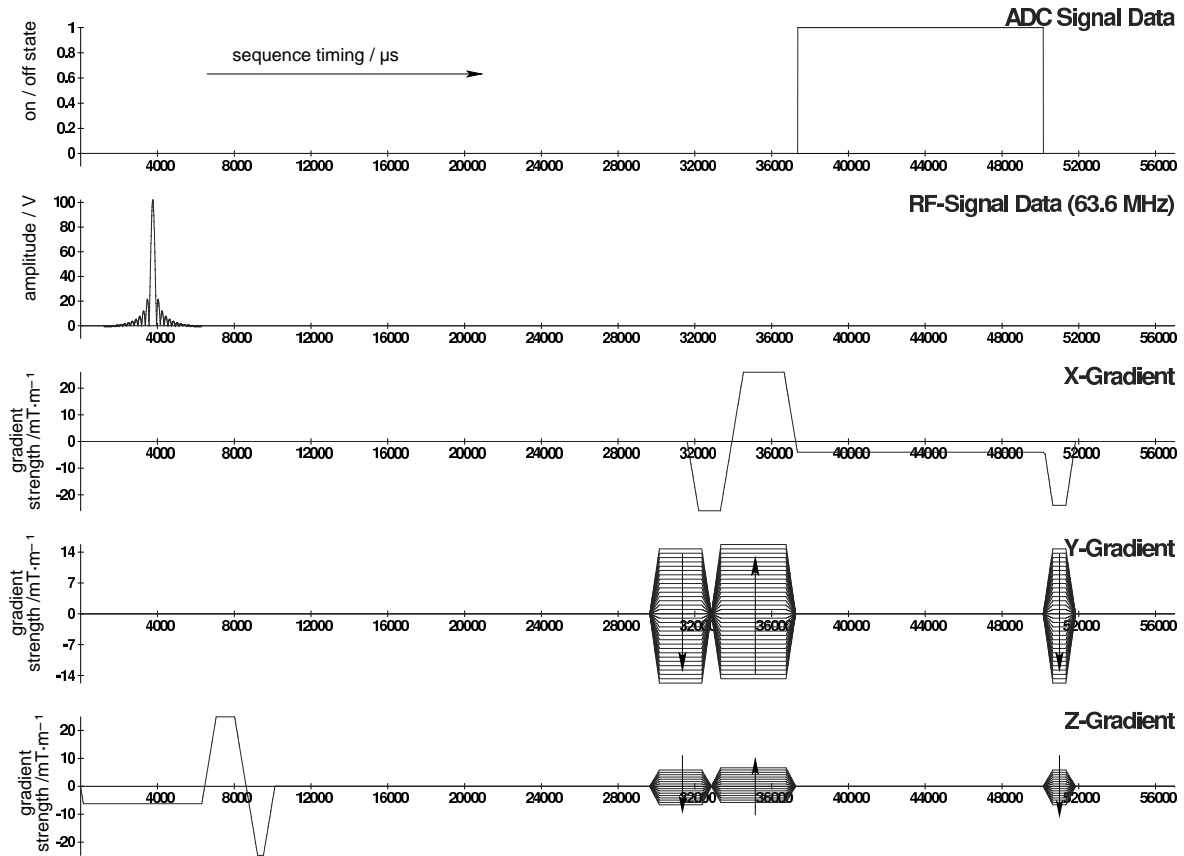 ADC Signal Data
on / off state
1
0.8
0.6
0.4
0.2
0
sequence timing / µs
4000 8000 12000 16000 20000 24000 28000 32000 36000 40000 44000 48000 52000 56000
RF-Signal Data (63.6 MHz)
amplitude / V
100
80
60
40
20
0
4000 8000 12000 16000 20000 24000 28000 32000 36000 40000 44000 48000 52000 56000
X-Gradient
gradient
strength /mT·m⁻¹
20
10
0
-10
-20
4000 8000 12000 16000 20000 24000 28000 32000 36000 40000 44000 48000 52000 56000
Y-Gradient
gradient
strength /mT·m⁻¹
14
7
0
-7
-14
4000 8000 12000 16000 20000 24000 28000 32000 36000 40000 44000 48000 52000 56000
Z-Gradient
gradient
strength /mT·m⁻¹
20
10
0
-10
-20
4000 8000 12000 16000 20000 24000 28000 32000 36000 40000 44000 48000 52000 56000